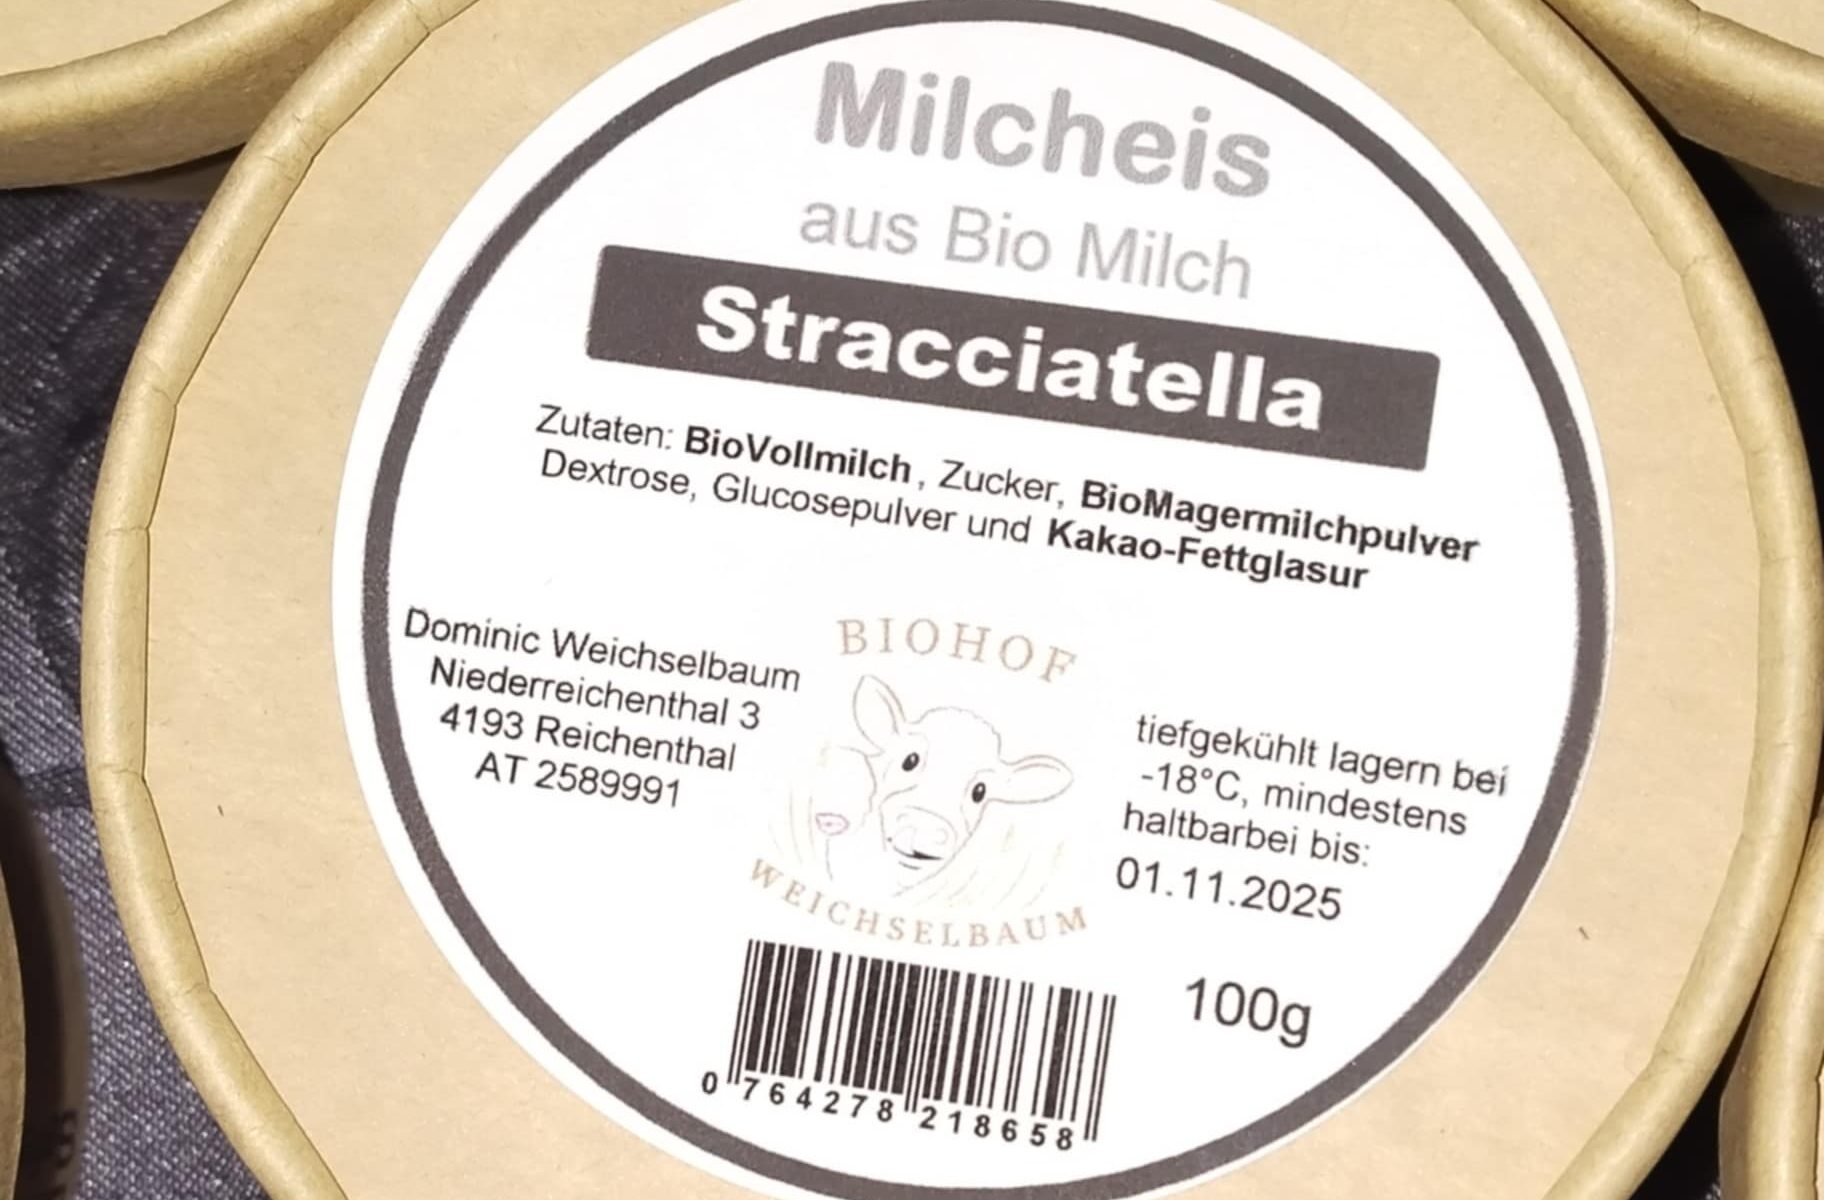 Milcheis
aus Bio Milch
Stracciatella
Zutaten: BioVollmilch, Zucker, BioMagermilchpulver
Dextrose, Glucosepulver und Kakao-Fettglasur
Dominic Weichselbaum
Niederreichenthal 3
4193 Reichenthal
AT 2589991
BIOHOF
WEICHSELBAUM
tiefgekühlt lagern bei
-18°C, mindestens
haltbarbei bis:
01.11.2025
100g
0 764278 218658